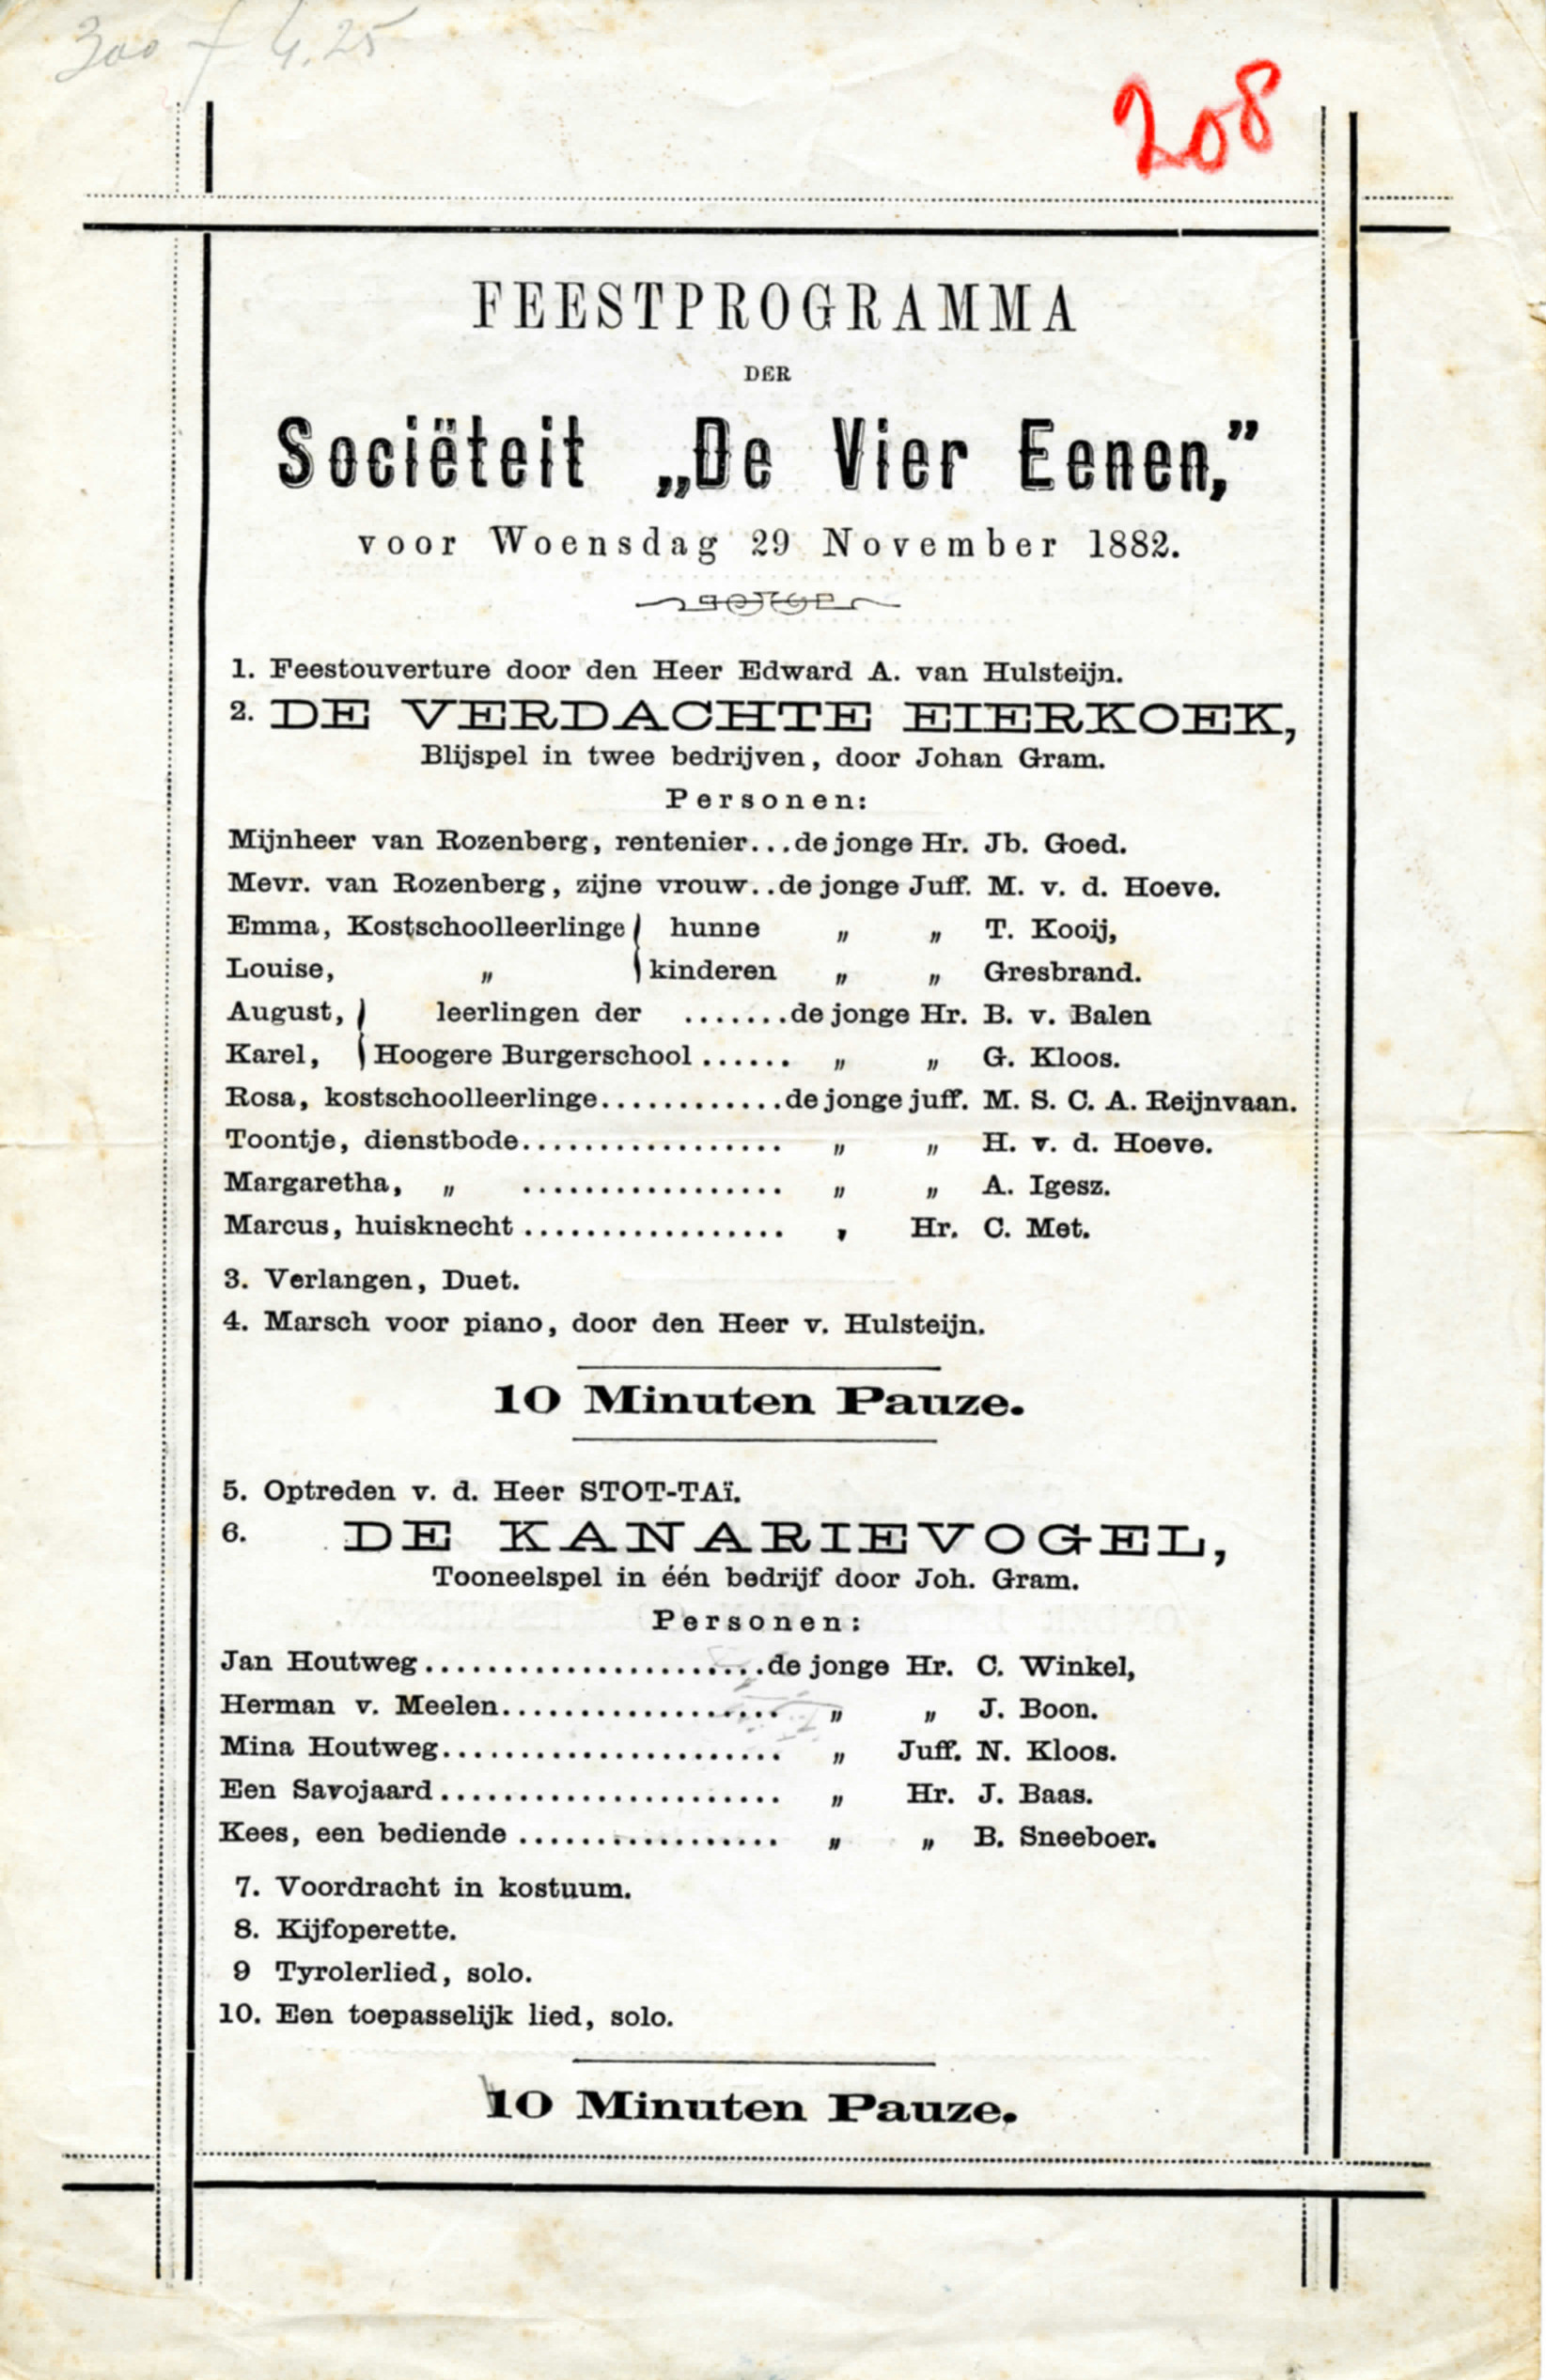 300 f 4.25
208
FEESTPROGRAMMA
DER
Sociëteit „De Vier Eenen,”
voor Woensdag 29 November 1882.
1. Feestouverture door den Heer Edward A. van Hulsteijn.
2. DE VERDACHTE EIERKOEK,
Blijspel in twee bedrijven, door Johan Gram.
Personen:
Mijnheer van Rozenberg, rentenier...de jonge Hr. Jb. Goed.
Mevr. van Rozenberg, zijne vrouw..de jonge Juff. M. v. d. Hoeve.
Emma, Kostschoolleerlinge } hunne „ „ T. Kooij,
Louise, „ } kinderen „ „ Gresbrand.
August, } leerlingen der .......de jonge Hr. B. v. Balen
Karel, } Hoogere Burgerschool ...... „ „ G. Kloos.
Rosa, kostschoolleerlinge............de jonge juff. M. S. C. A. Reijnvaan.
Toontje, dienstbode................. „ „ H. v. d. Hoeve.
Margaretha, „ ................. „ „ A. Igesz.
Marcus, huisknecht ................. „ Hr. C. Met.
3. Verlangen, Duet.
4. Marsch voor piano, door den Heer v. Hulsteijn.
10 Minuten Pauze.
5. Optreden v. d. Heer STOT-TAï.
6. DE KANARIEVOGEL,
Tooneelspel in één bedrijf door Joh. Gram.
Personen:
Jan Houtweg......................de jonge Hr. C. Winkel,
Herman v. Meelen.................. „ „ J. Boon.
Mina Houtweg...................... „ Juff. N. Kloos.
Een Savojaard...................... „ Hr. J. Baas.
Kees, een bediende ................. „ „ B. Sneeboer.
7. Voordracht in kostuum.
8. Kijfoperette.
9 Tyrolerlied, solo.
10. Een toepasselijk lied, solo.
10 Minuten Pauze.